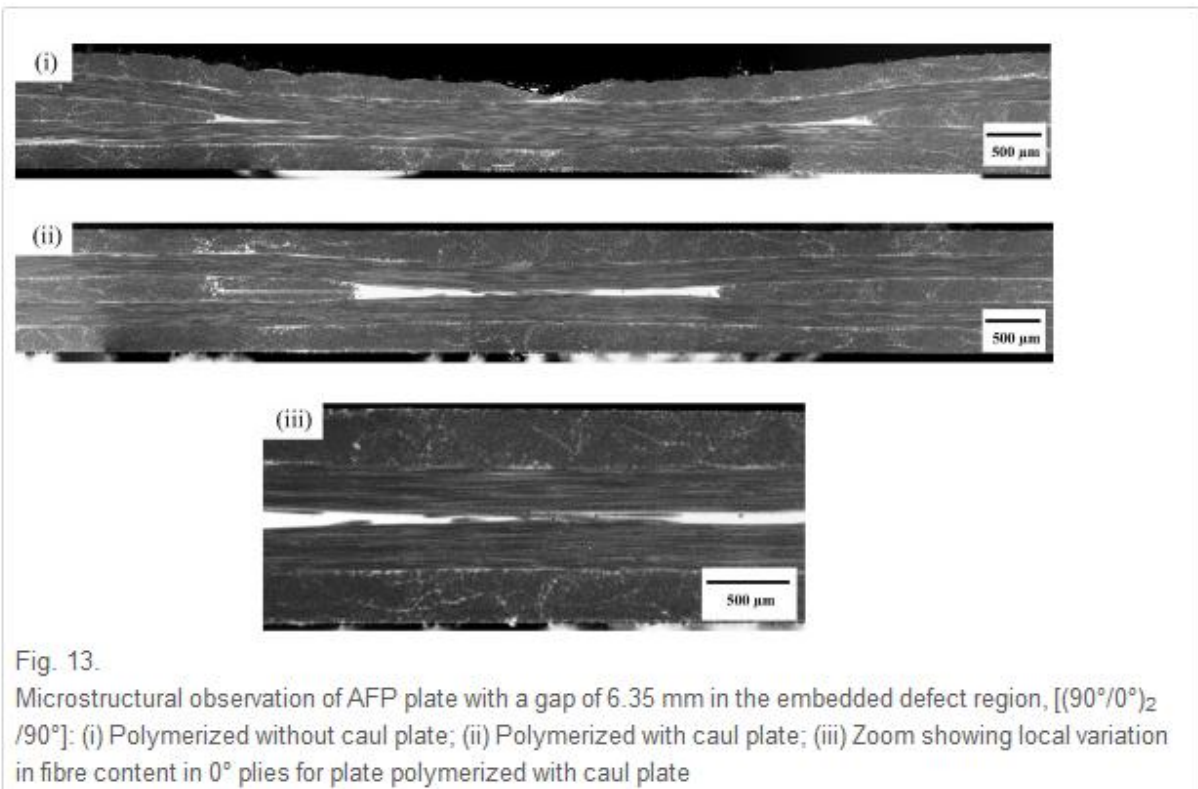 (i)
500 µm
(ii)
500 µm
(iii)
500 µm
Fig. 13.
Microstructural observation of AFP plate with a gap of 6.35 mm in the embedded defect region, [(90°/0°)₂
/90°]: (i) Polymerized without caul plate; (ii) Polymerized with caul plate; (iii) Zoom showing local variation
in fibre content in 0° plies for plate polymerized with caul plate